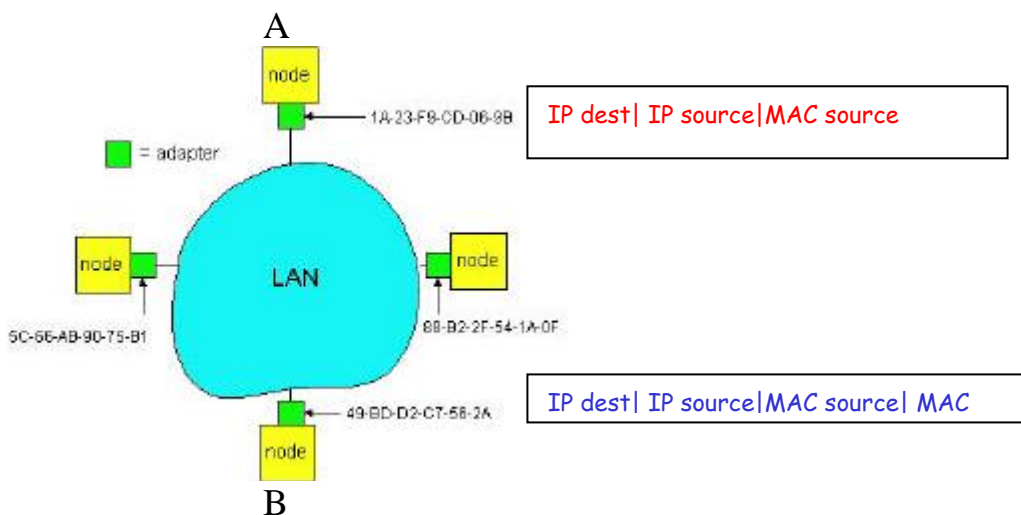 A
node
1A-23-F9-CD-06-9B
IP dest| IP source|MAC source
= adapter
node
LAN
node
5C-66-AB-90-75-B1
88-B2-2F-54-1A-0F
49-BD-D2-C7-56-2A
IP dest| IP source|MAC source| MAC
node
B